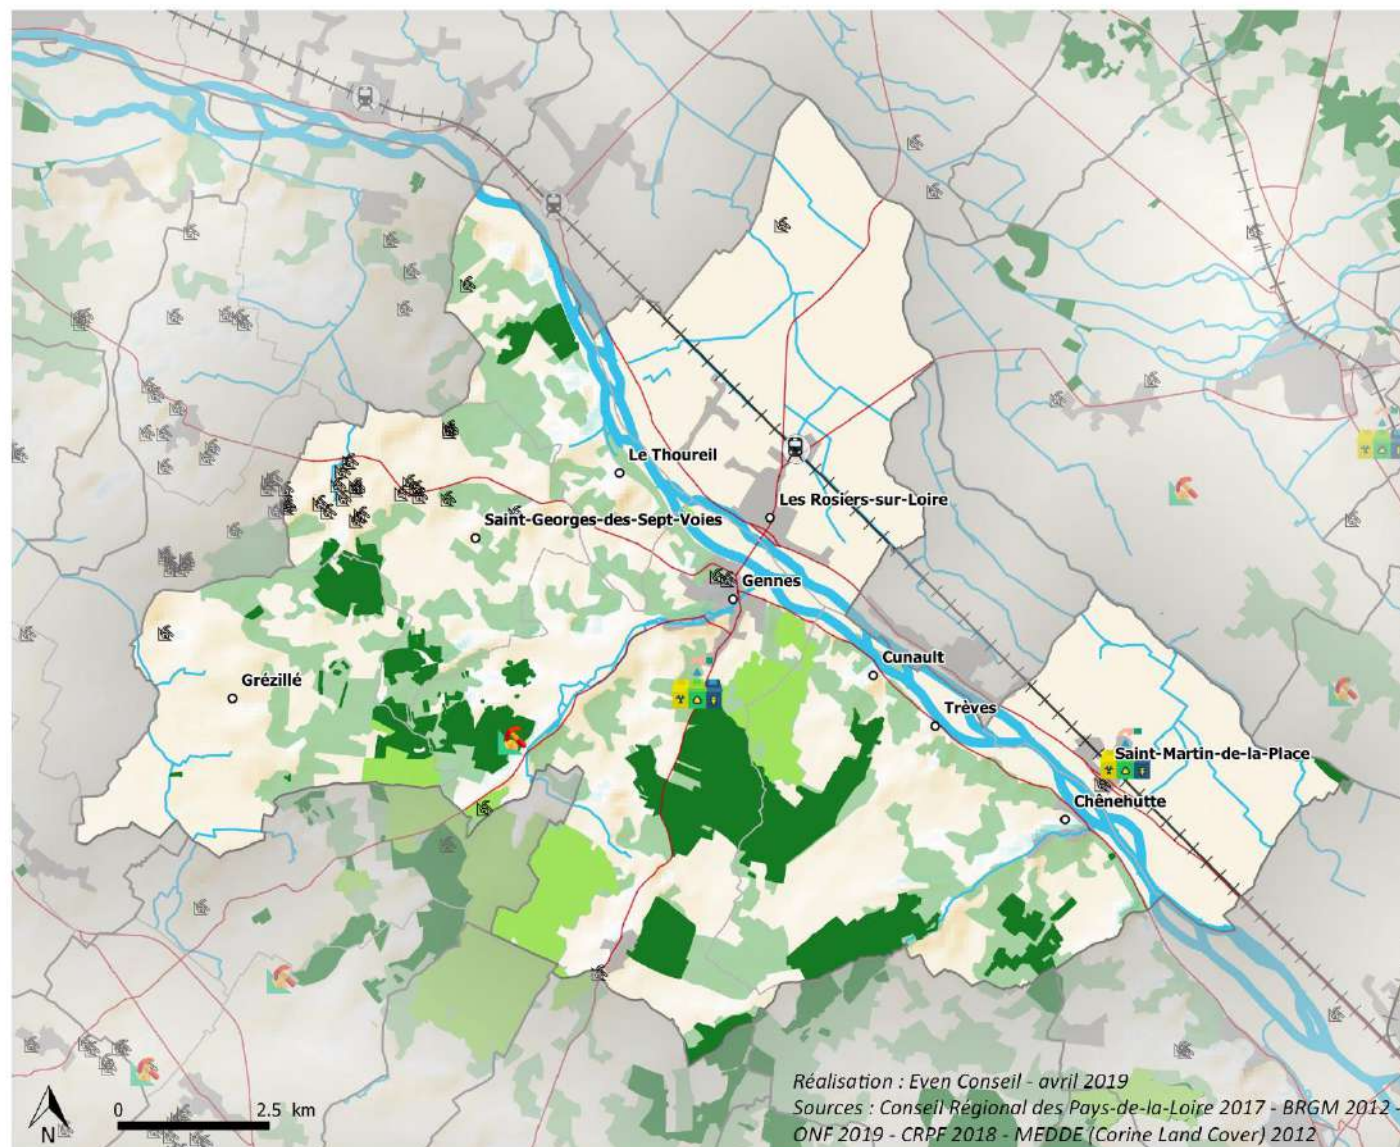 Le Thoureil
Les Rosiers-sur-Loire
Saint-Georges-des-Sept-Voies
Gennes
Cunault
Grézillé
Trèves
Saint-Martin-de-la-Place
Chênehutte
0 2.5 km
N
Réalisation : Even Conseil - avril 2019
Sources : Conseil Régional des Pays-de-la-Loire 2017 - BRGM 2012 -
ONF 2019 - CRPF 2018 - MEDDE (Corine Land Cover) 2012